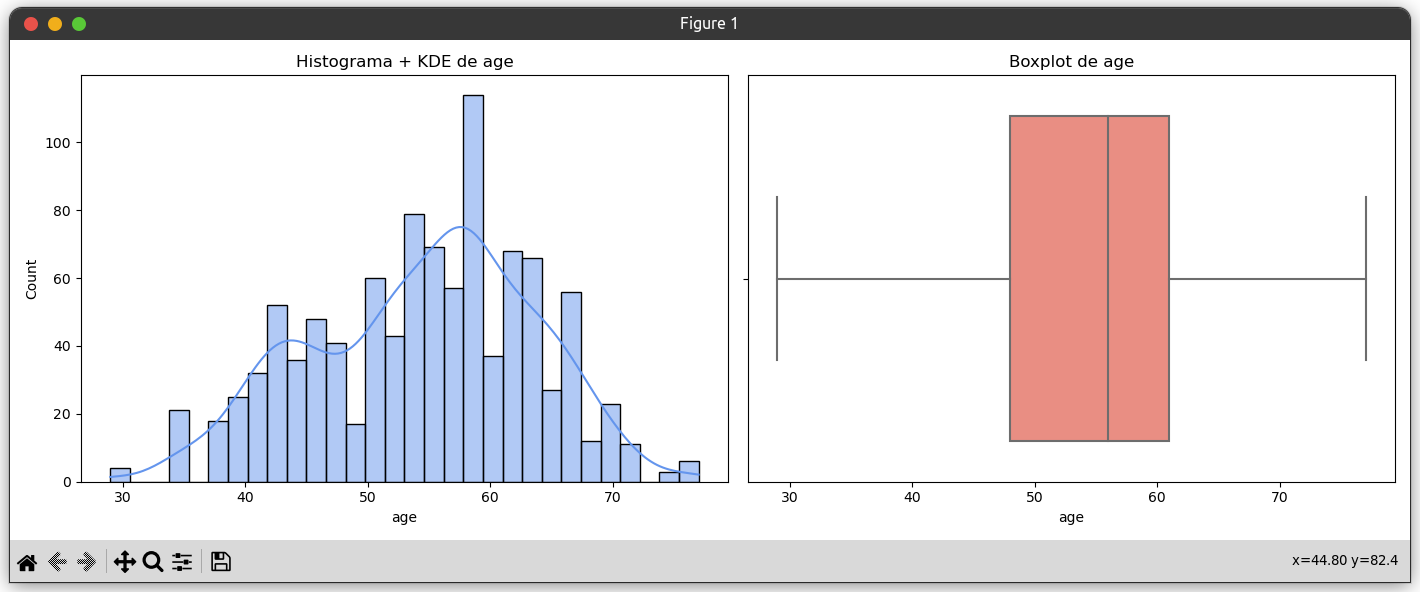 Figure 1
Histograma + KDE de age
Count
100
80
60
40
20
0
30 40 50 60 70
age
Boxplot de age
30 40 50 60 70
age
x=44.80 y=82.4